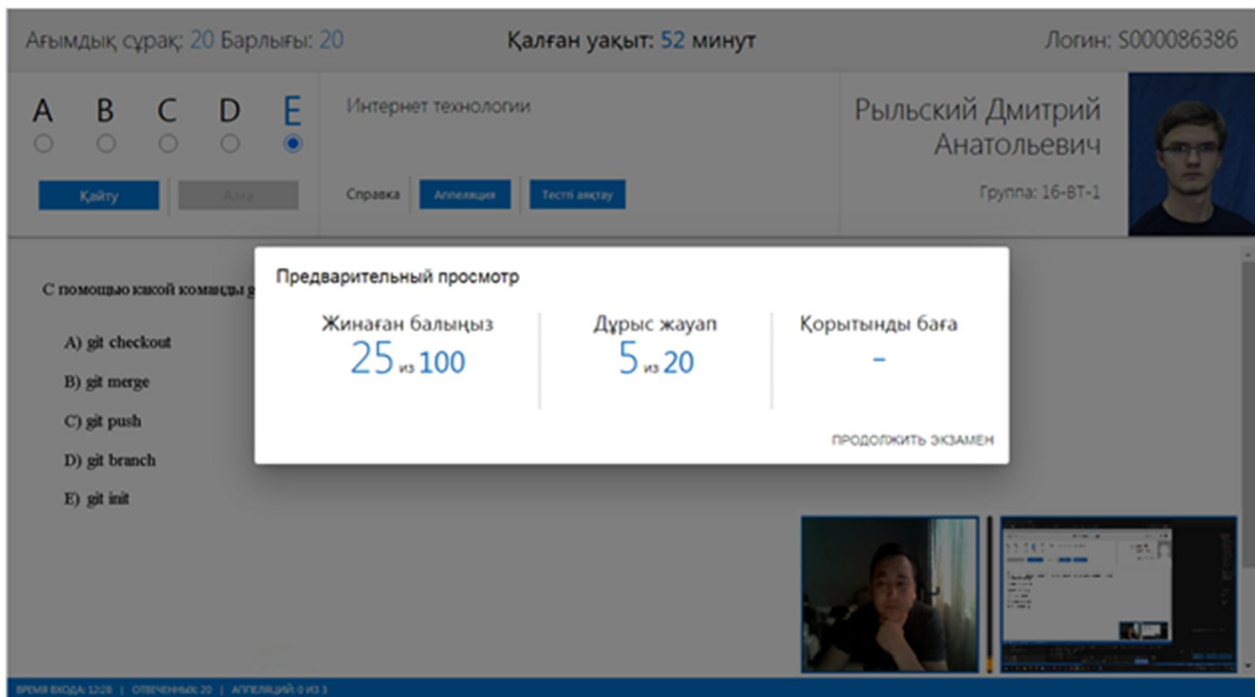 Ағымдық сұрақ: 20 Барлығы: 20
Қалған уақыт: 52 минут
Логин: S000086386
A B C D E
Қайту
Алға
Интернет технологии
Справка
Аппеляция
Тестті аяқтау
Рыльский Дмитрий
Анатольевич
Группа: 16-ВТ-1
С помощью какой команды g
A) git checkout
B) git merge
C) git push
D) git branch
E) git init
Предварительный просмотр
Жинаған балыңыз
25 из 100
Дұрыс жауап
5 из 20
Қорытынды баға
-
ПРОДОЛЖИТЬ ЭКЗАМЕН
ВРЕМЯ ВХОДА: 12:28 | ОТВЕЧЕННЫХ: 20 | АППЕЛЯЦИЙ: 0 ИЗ 3